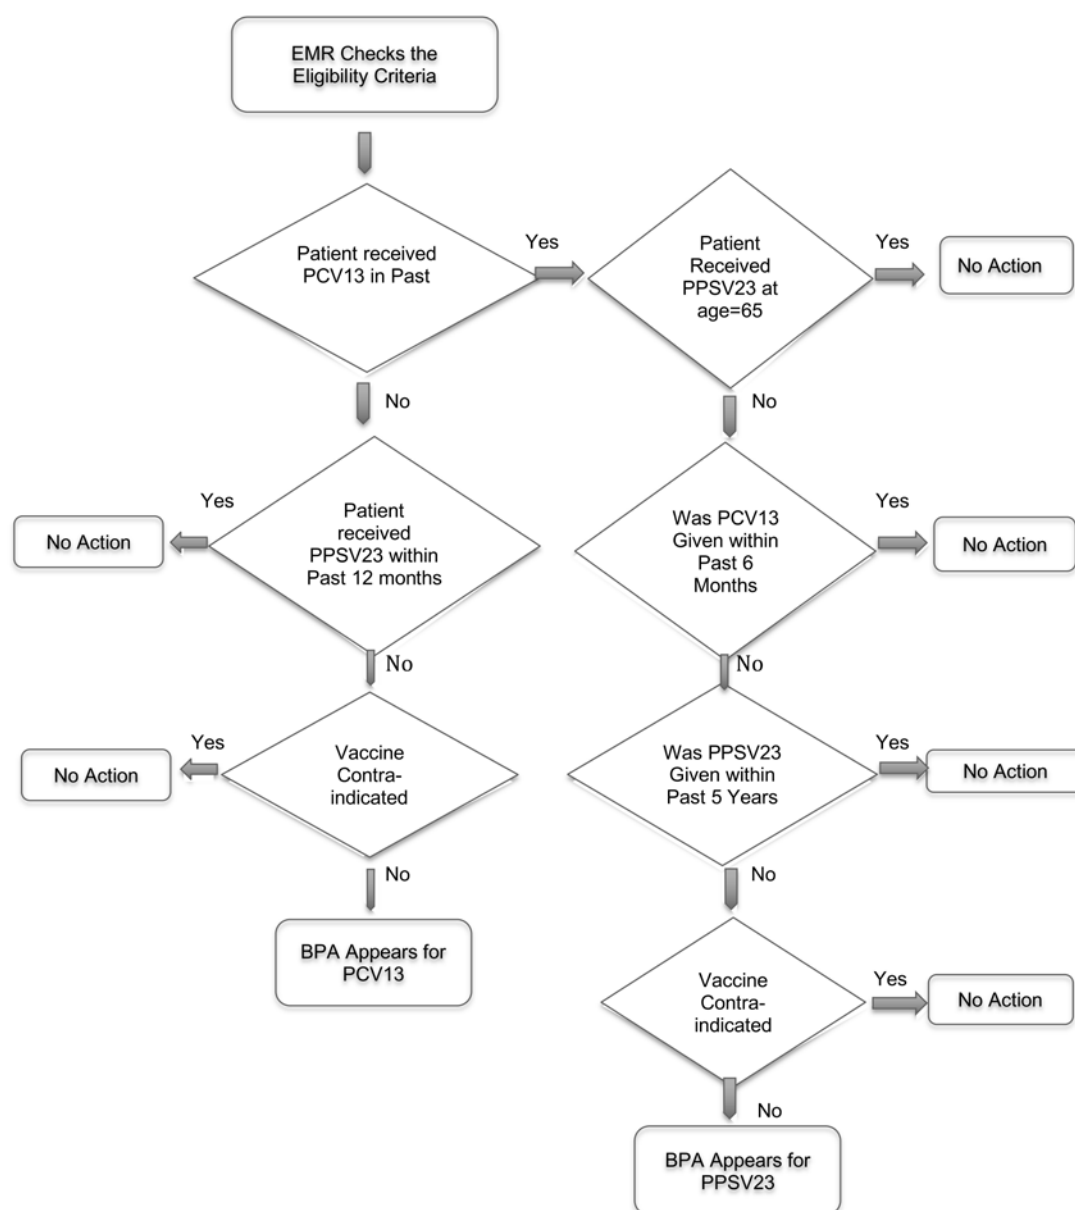 EMR Checks the
Eligibility Criteria
Patient received
PCV13 in Past
Yes
Patient
Received
PPSV23 at
age=65
Yes
No Action
No
No
Patient
received
PPSV23 within
Past 12 months
Yes
No Action
Was PCV13
Given within
Past 6
Months
Yes
No Action
No
No
Vaccine
Contra-
indicated
Yes
No Action
Was PPSV23
Given within
Past 5 Years
Yes
No Action
No
No
BPA Appears for
PCV13
Vaccine
Contra-
indicated
Yes
No Action
No
BPA Appears for
PPSV23